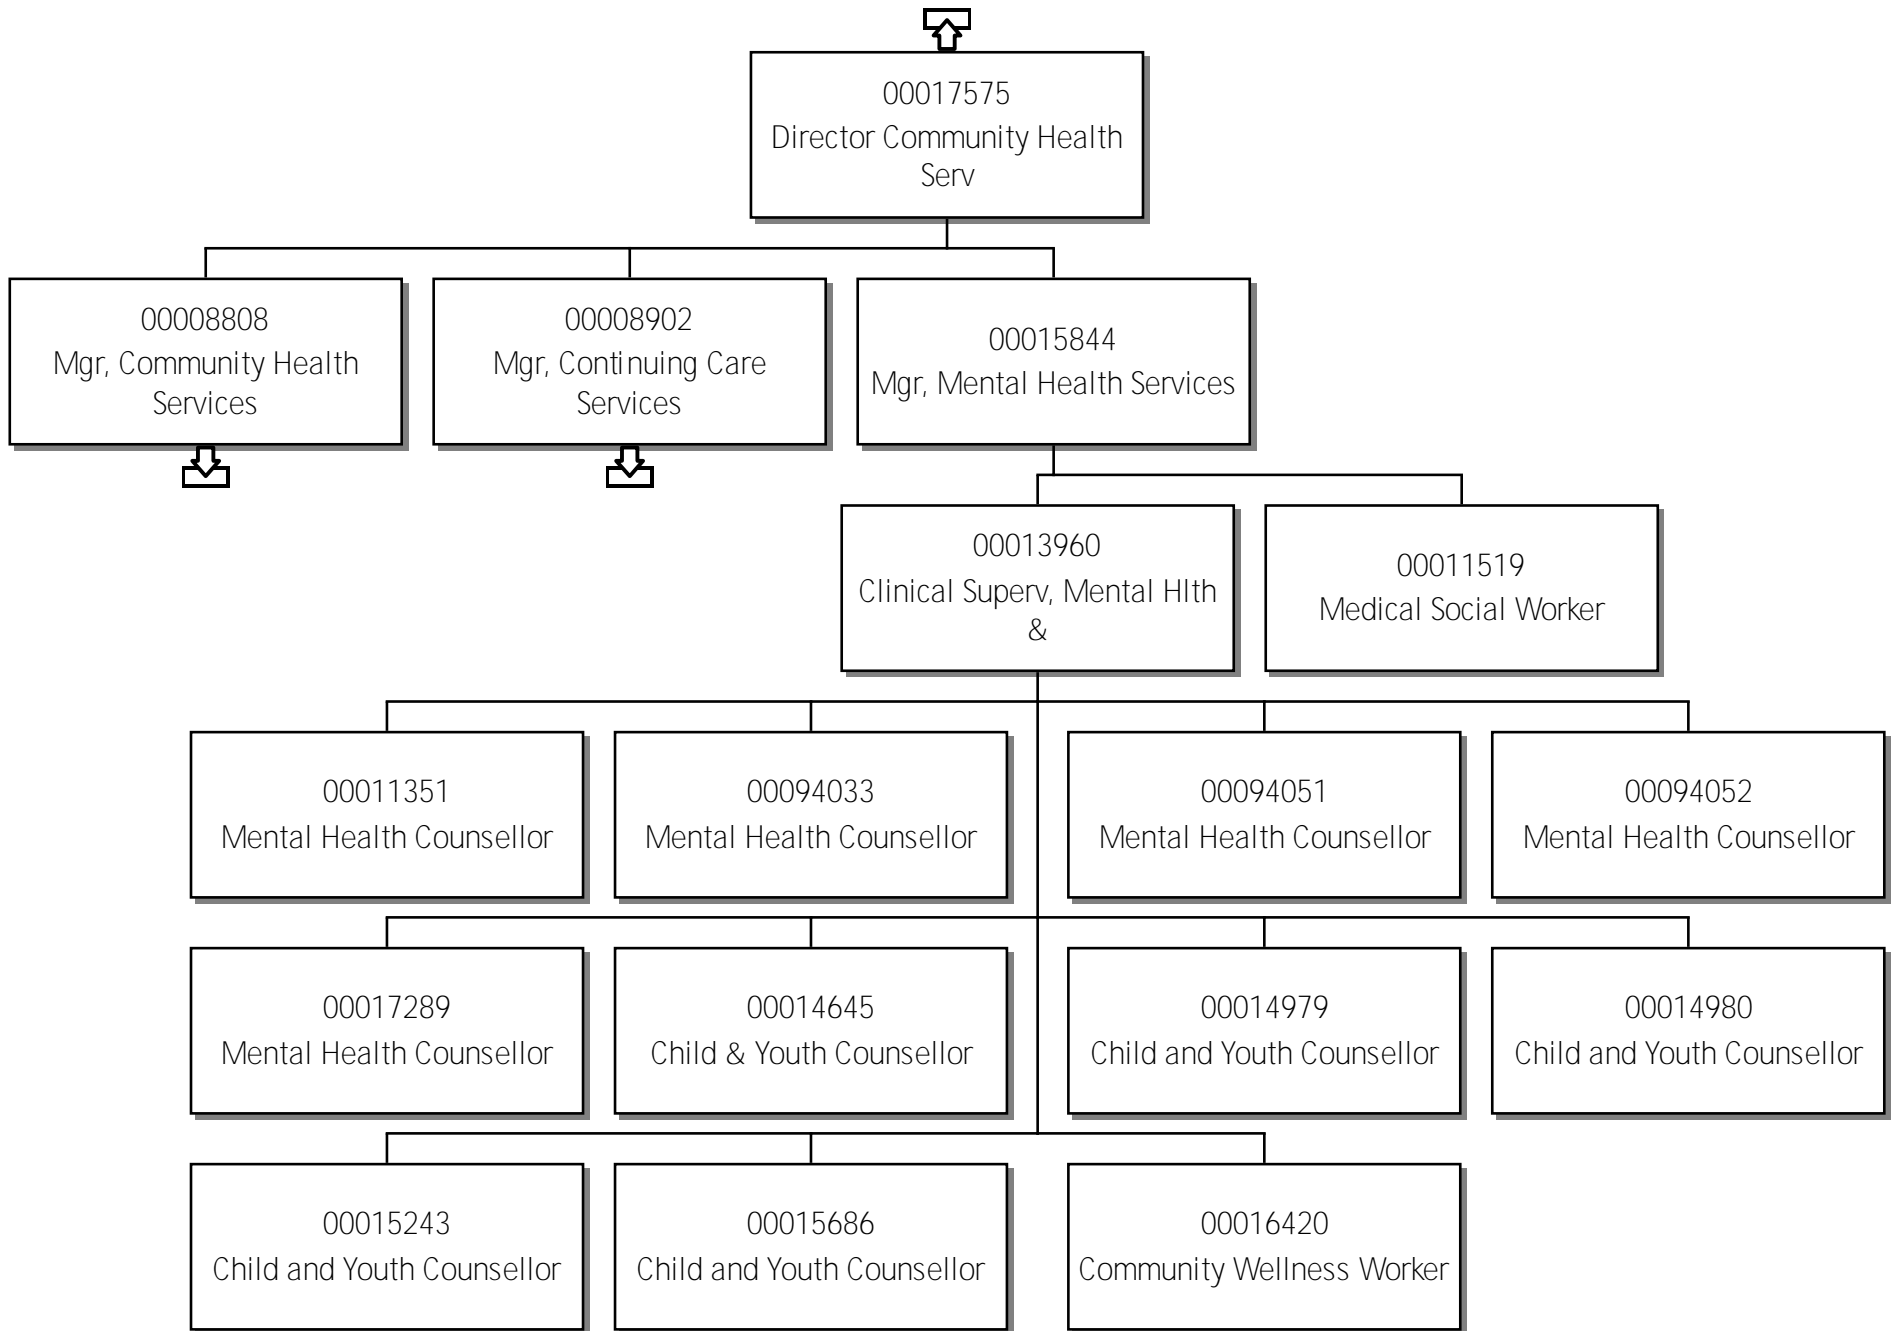 00017575
Director Community Health
Serv
00008808
Mgr, Community Health
Services
00008902
Mgr, Continuing Care
Services
00015844
Mgr, Mental Health Services
00013960
Clinical Superv, Mental Hlth
&
00011519
Medical Social Worker
00011351
Mental Health Counsellor
00094033
Mental Health Counsellor
00094051
Mental Health Counsellor
00094052
Mental Health Counsellor
00017289
Mental Health Counsellor
00014645
Child & Youth Counsellor
00014979
Child and Youth Counsellor
00014980
Child and Youth Counsellor
00015243
Child and Youth Counsellor
00015686
Child and Youth Counsellor
00016420
Community Wellness Worker